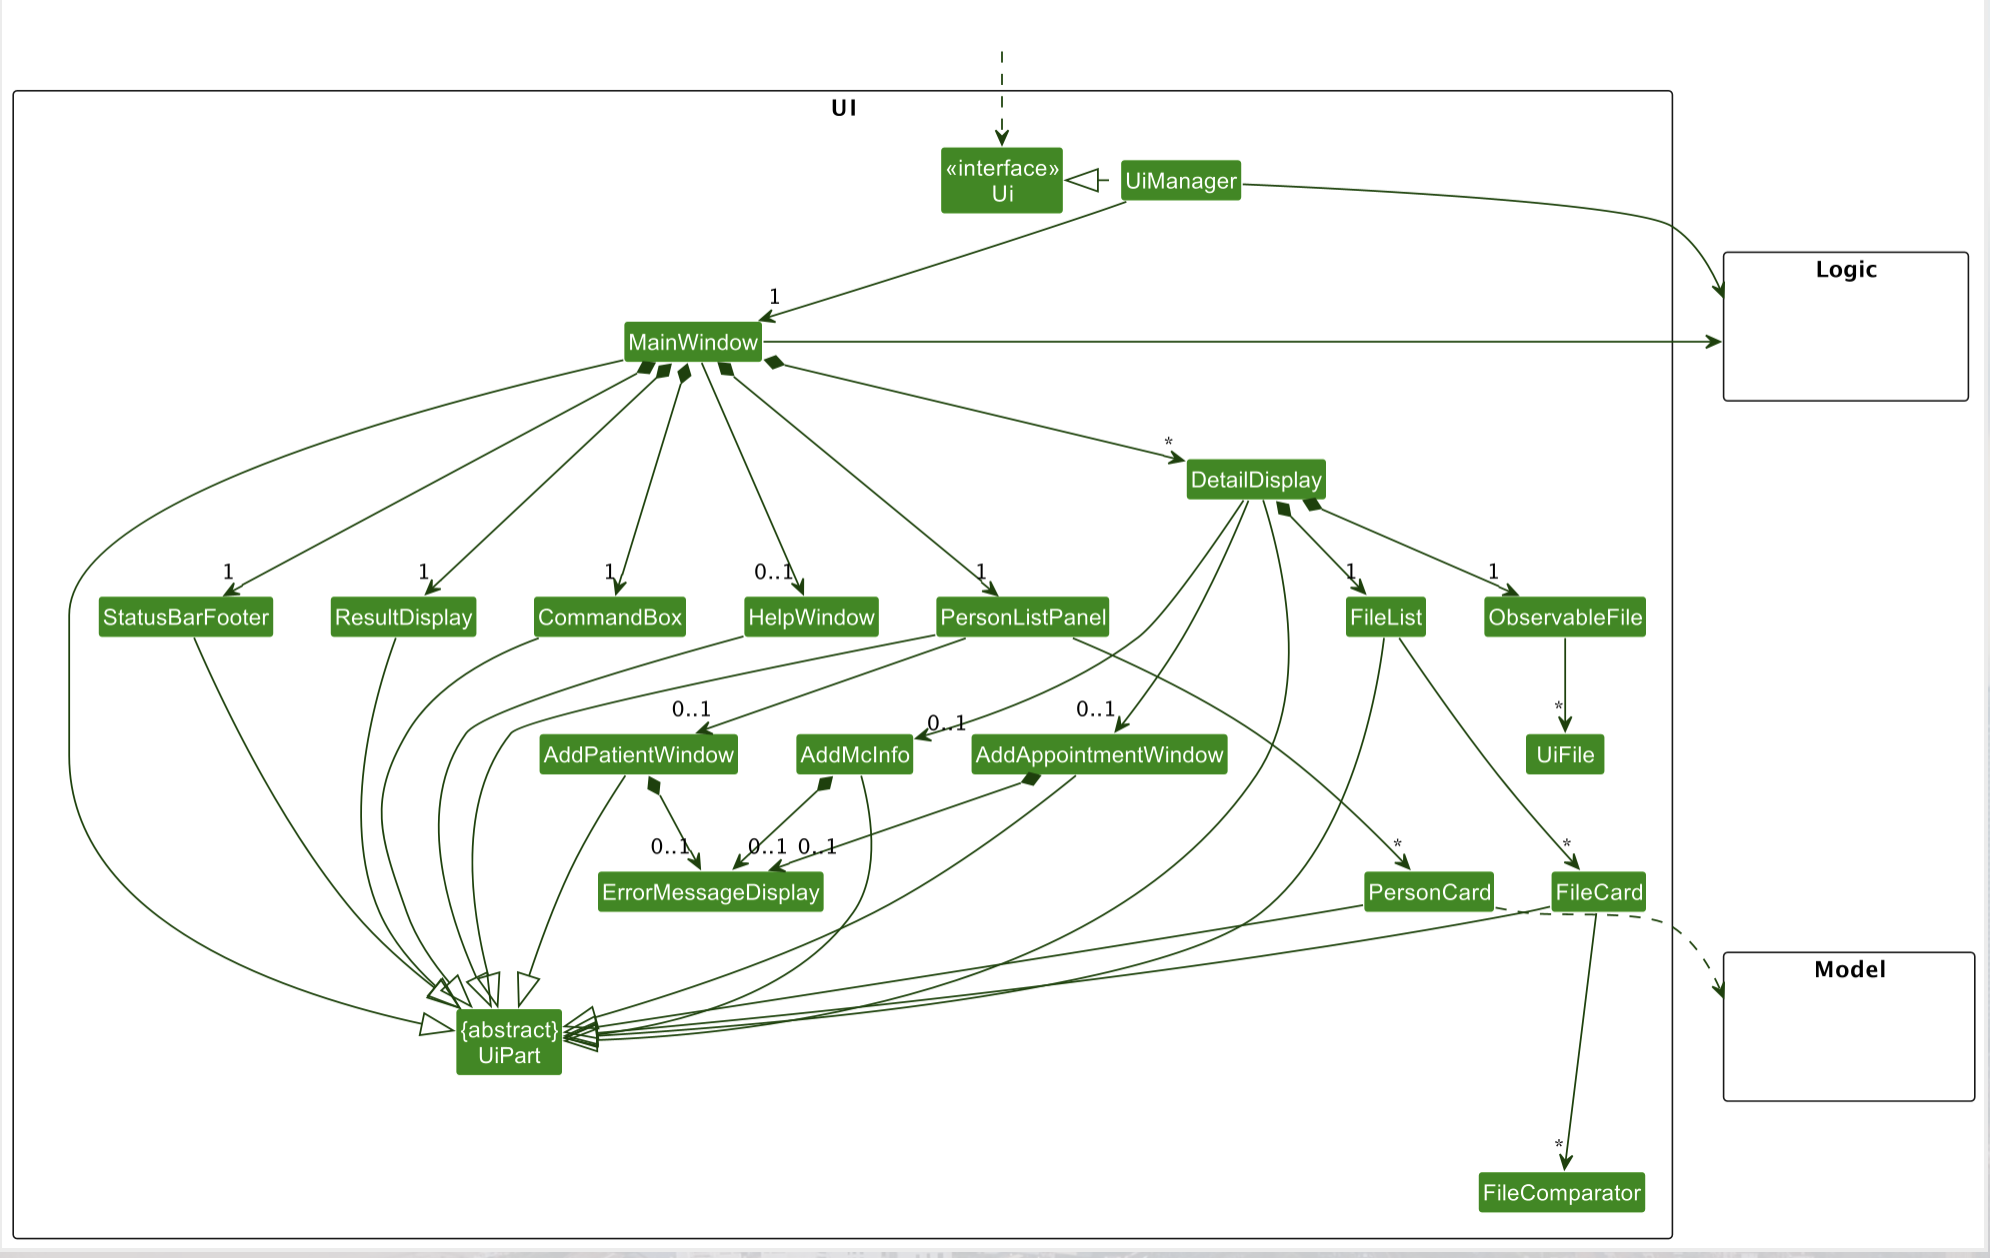 UI
«interface»
Ui
UiManager
Logic
1
MainWindow
*
DetailDisplay
1
1
1
0..1
1
1
1
StatusBarFooter
ResultDisplay
CommandBox
HelpWindow
PersonListPanel
FileList
ObservableFile
0..1
0..1
0..1
*
AddPatientWindow
AddMcInfo
AddAppointmentWindow
UiFile
0..1
0..1
0..1
*
*
ErrorMessageDisplay
PersonCard
FileCard
Model
{abstract}
UiPart
*
FileComparator